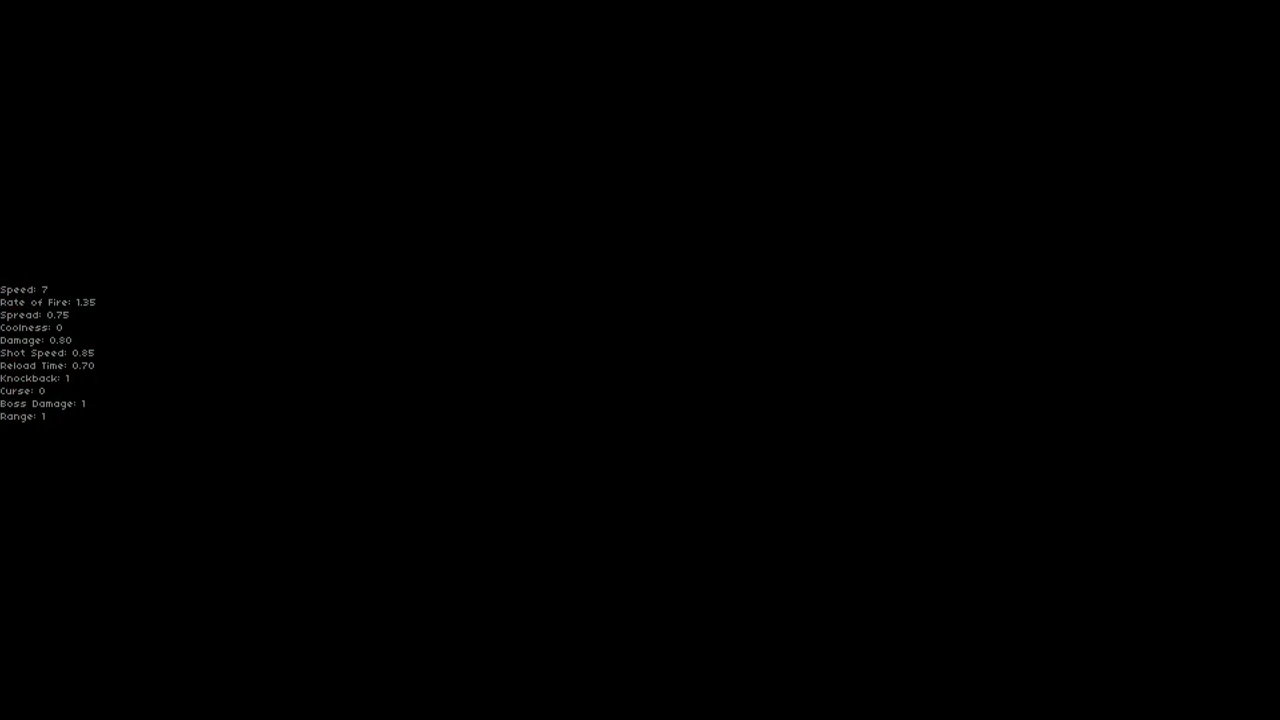 Speed: 7
Rate of Fire: 1.35
Spread: 0.75
Coolness: 0
Damage: 0.80
Shot Speed: 0.85
Reload Time: 0.70
Knockback: 1
Curse: 0
Boss Damage: 1
Range: 1